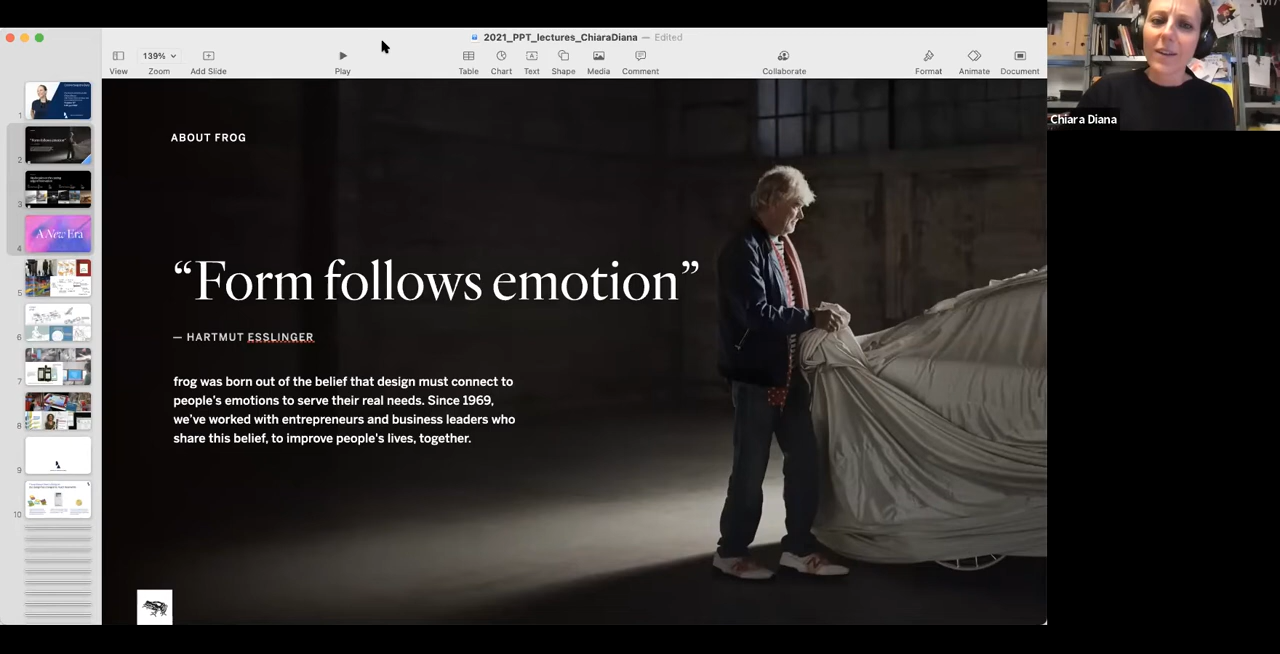 2021_PPT_lectures_ChiaraDiana — Edited
139%
View
Zoom
Add Slide
Play
Table
Chart
Text
Shape
Media
Comment
Collaborate
Format
Animate
Document
Chiara Diana
1
2
3
4
5
6
7
8
9
10
A New Era
ABOUT FROG
“Form follows emotion”
— HARTMUT ESSLINGER
frog was born out of the belief that design must connect to
people's emotions to serve their real needs. Since 1969,
we've worked with entrepreneurs and business leaders who
share this belief, to improve people's lives, together.